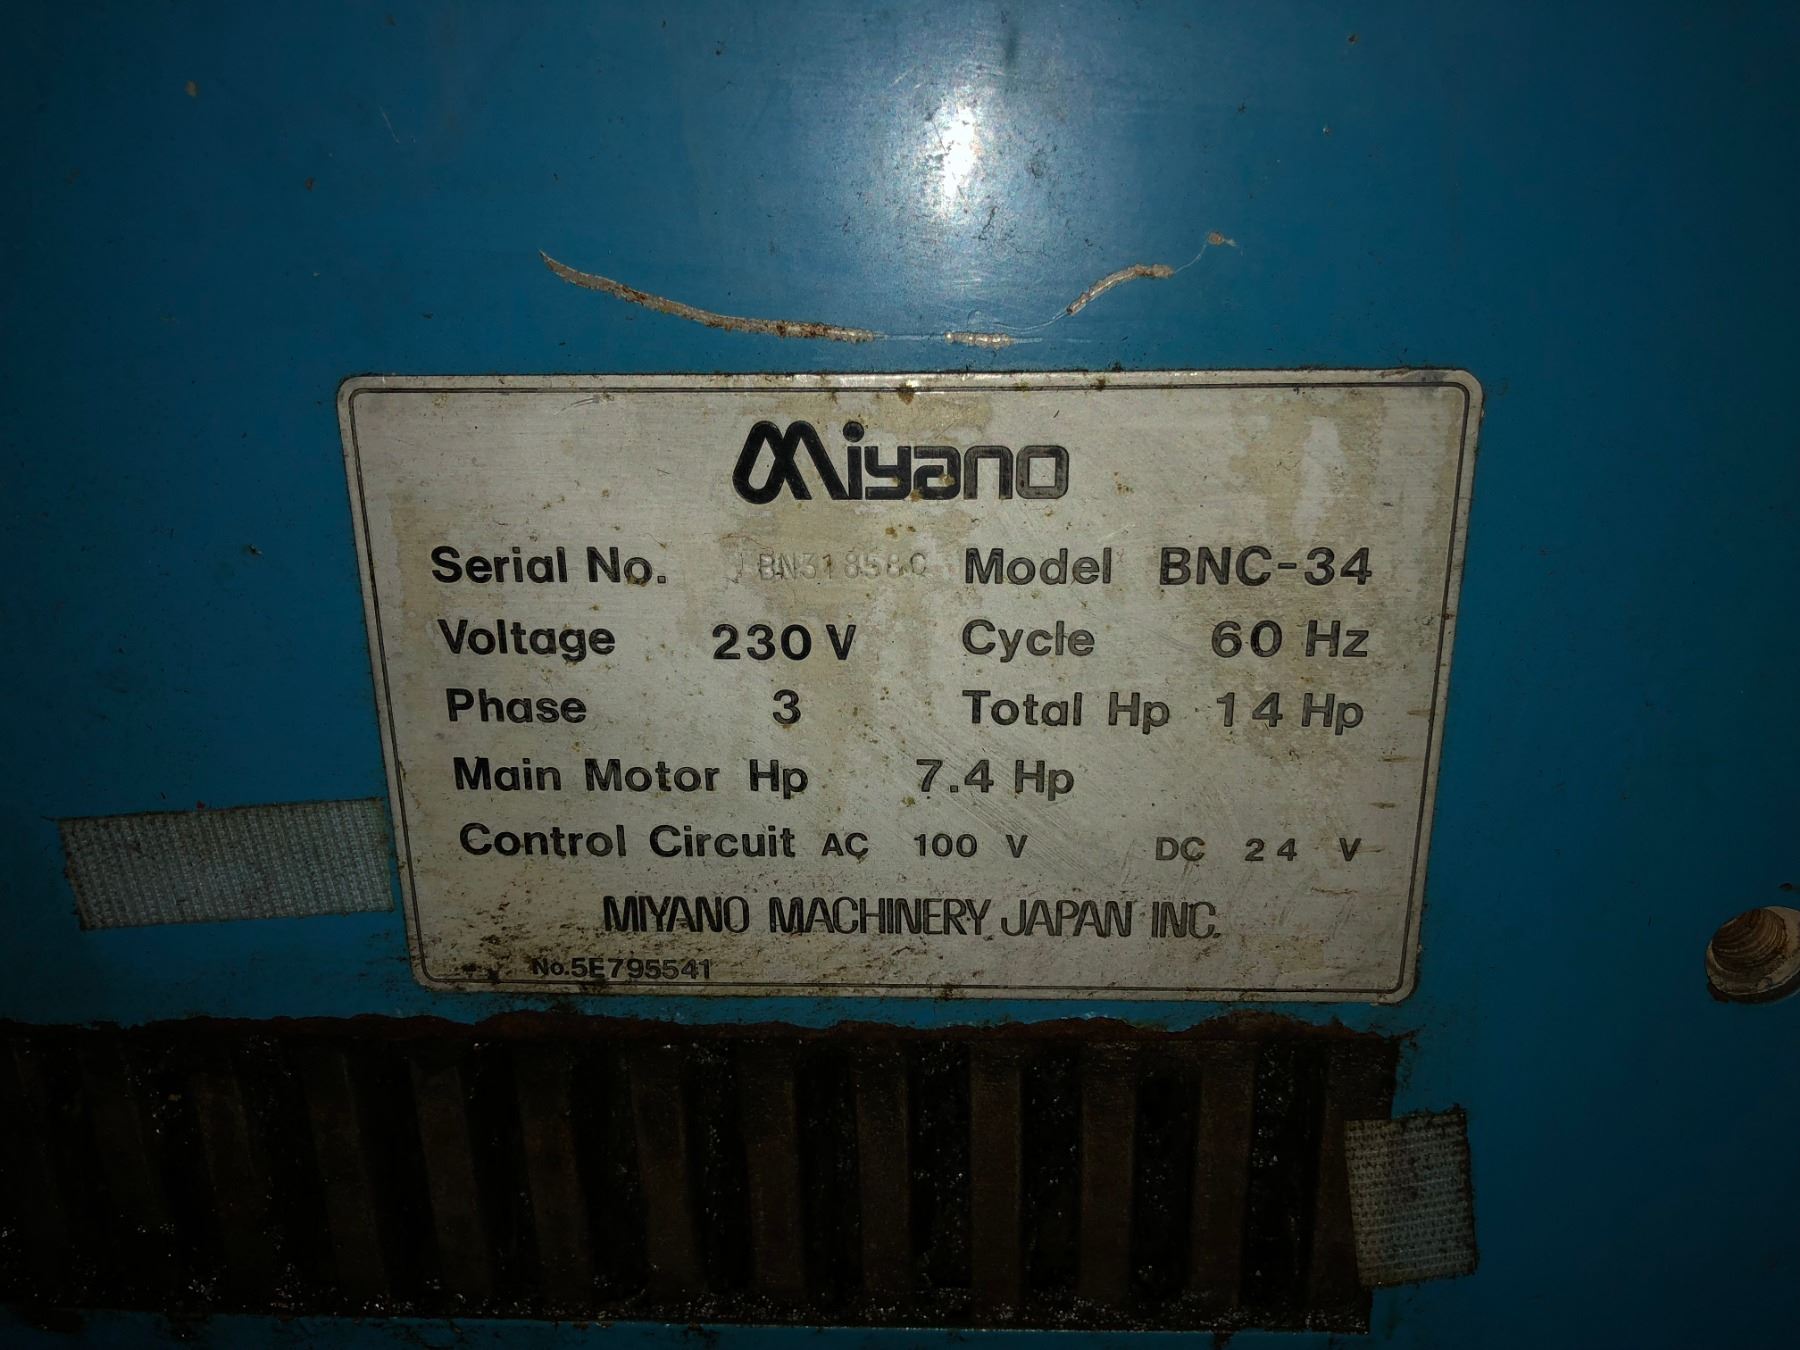 Miyano
Serial No. BN31858Q Model BNC-34
Voltage 230 V Cycle 60 Hz
Phase 3 Total Hp 14 Hp
Main Motor Hp 7.4 Hp
Control Circuit AC 100 V DC 24 V
MIYANO MACHINERY JAPAN INC.
No.5E795541